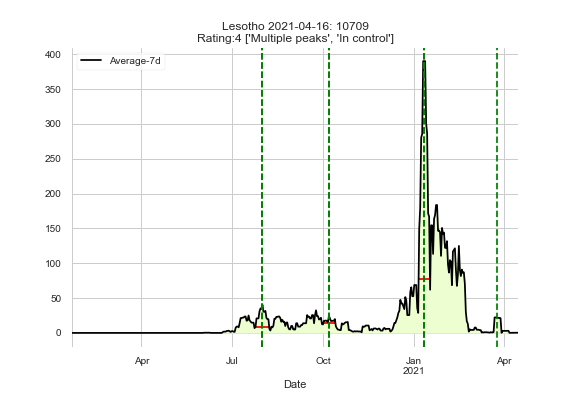 Lesotho 2021-04-16: 10709
Rating:4 ['Multiple peaks', 'In control']
Average-7d
400
350
300
250
200
150
100
50
0
Apr
Jul
Oct
Jan
2021
Apr
Date